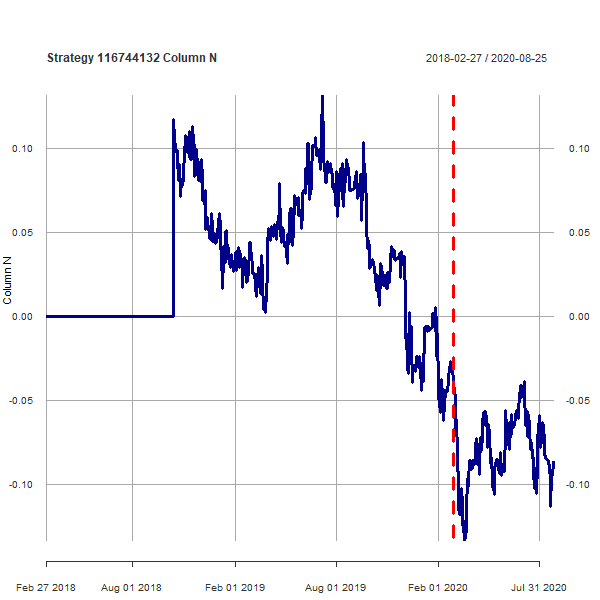 Strategy 116744132 Column N
2018-02-27 / 2020-08-25
0.10
0.05
0.00
-0.05
-0.10
Column N
0.10
0.05
0.00
-0.05
-0.10
Feb 27 2018
Aug 01 2018
Feb 01 2019
Aug 01 2019
Feb 01 2020
Jul 31 2020